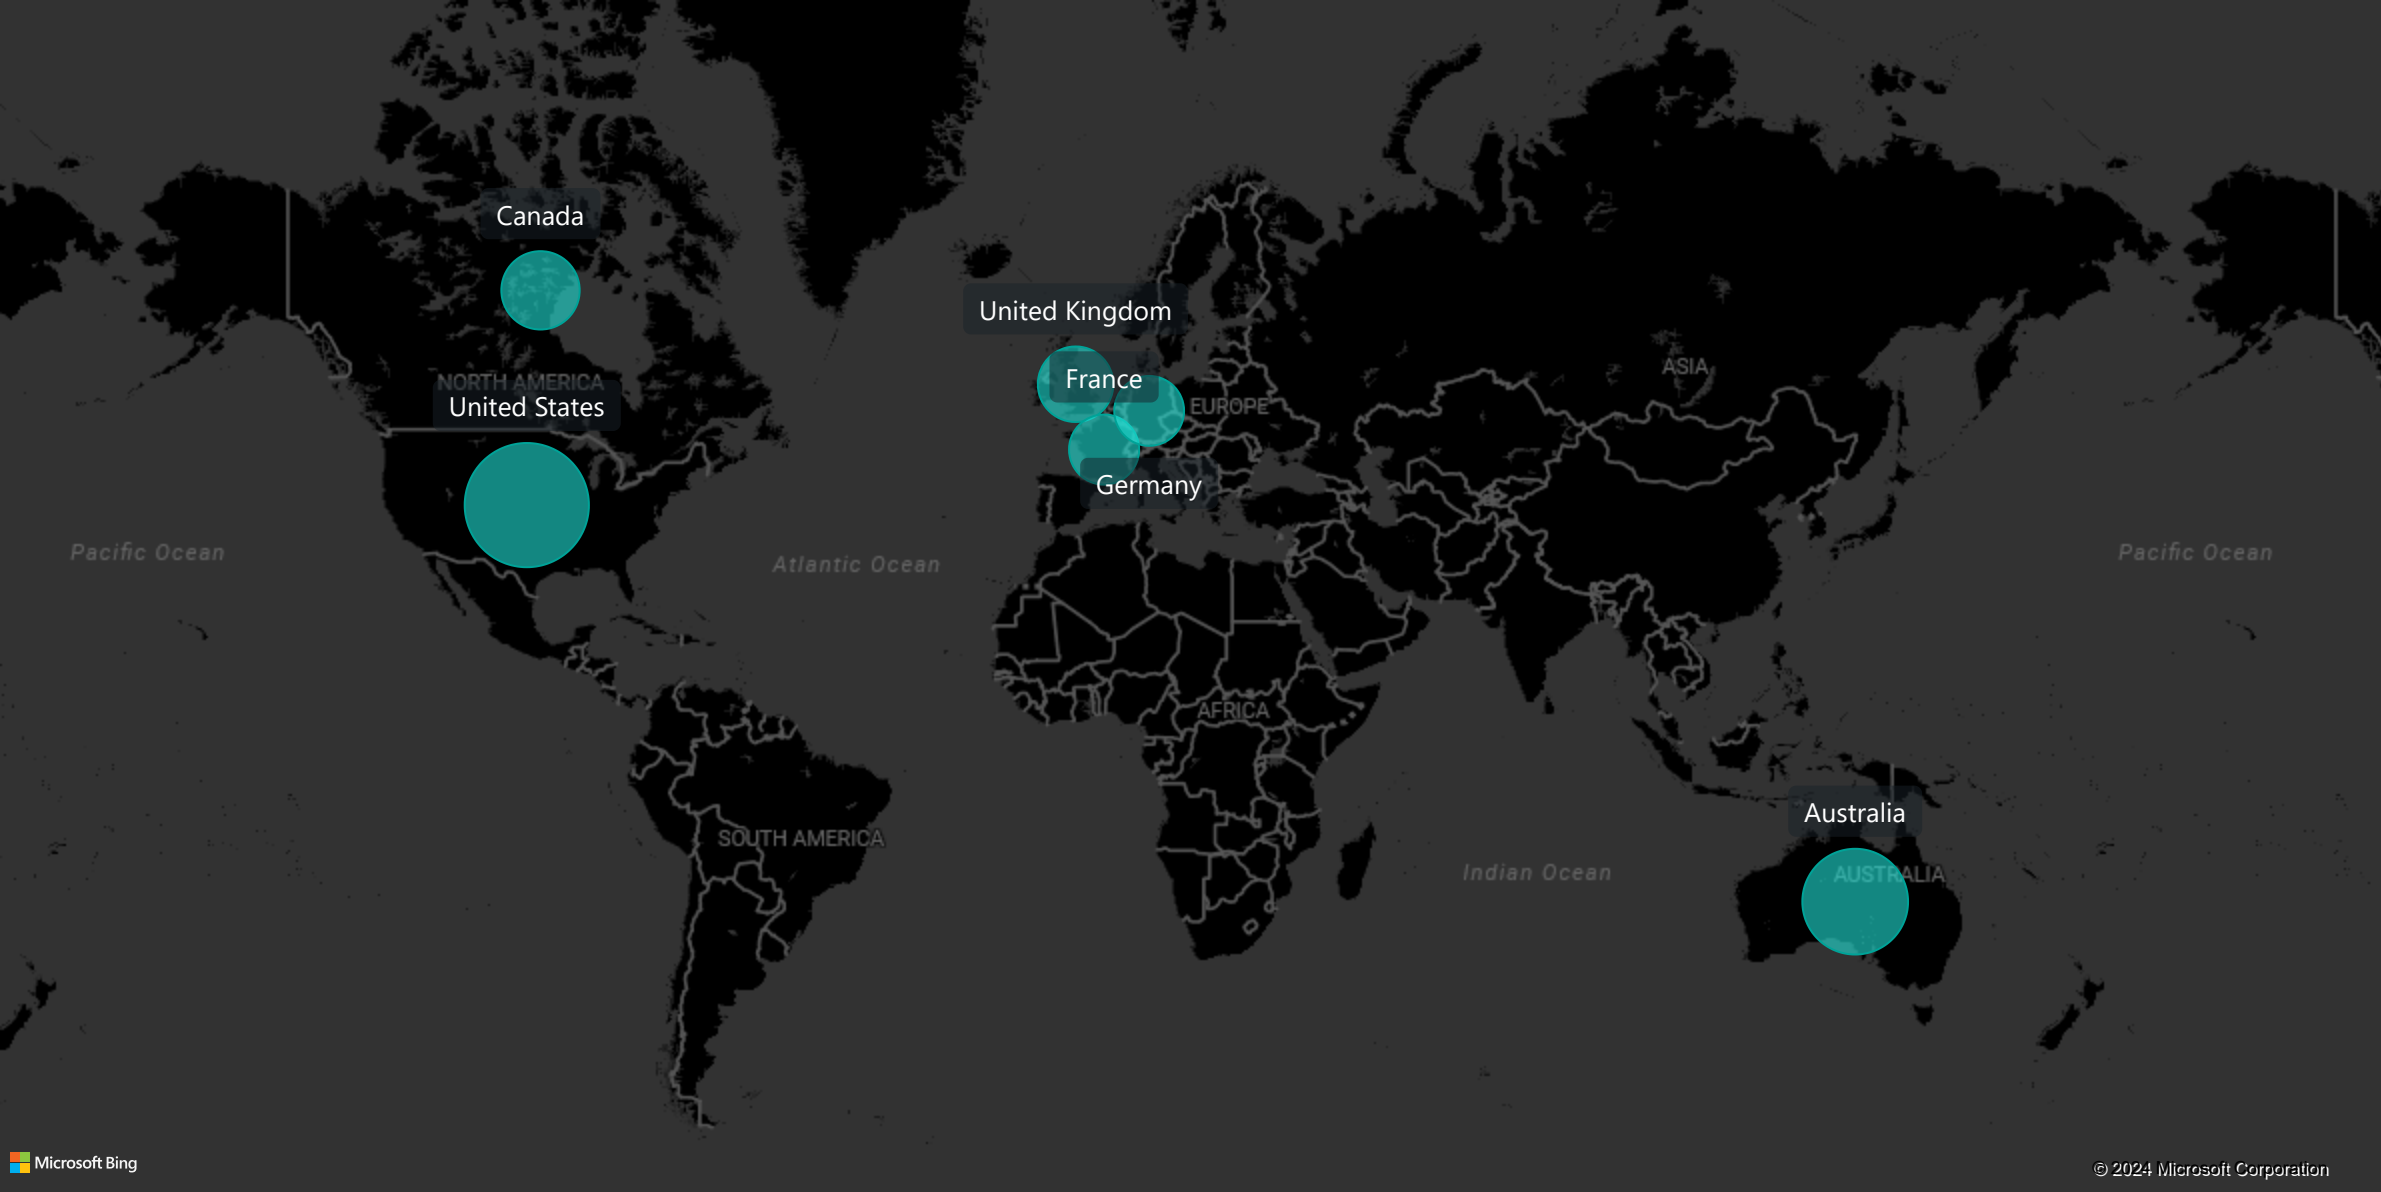 Canada
United Kingdom
ASIA
France
NORTH AMERICA
United States
EUROPE
Germany
Pacific Ocean
Atlantic Ocean
Pacific Ocean
AFRICA
Australia
SOUTH AMERICA
Indian Ocean
AUSTRALIA
Microsoft Bing
© 2024 Microsoft Corporation